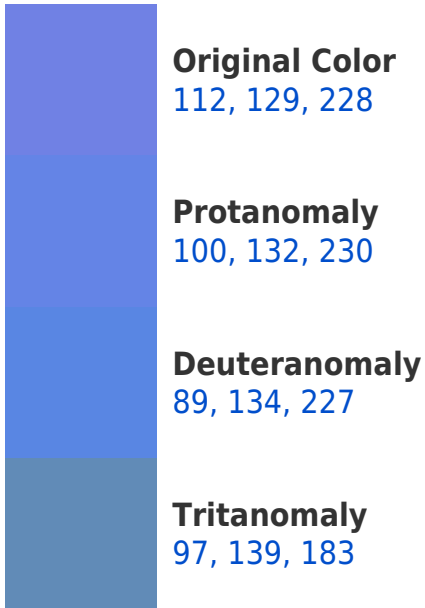 Original Color
112, 129, 228
Protanomaly
100, 132, 230
Deuteranomaly
89, 134, 227
Tritanomaly
97, 139, 183